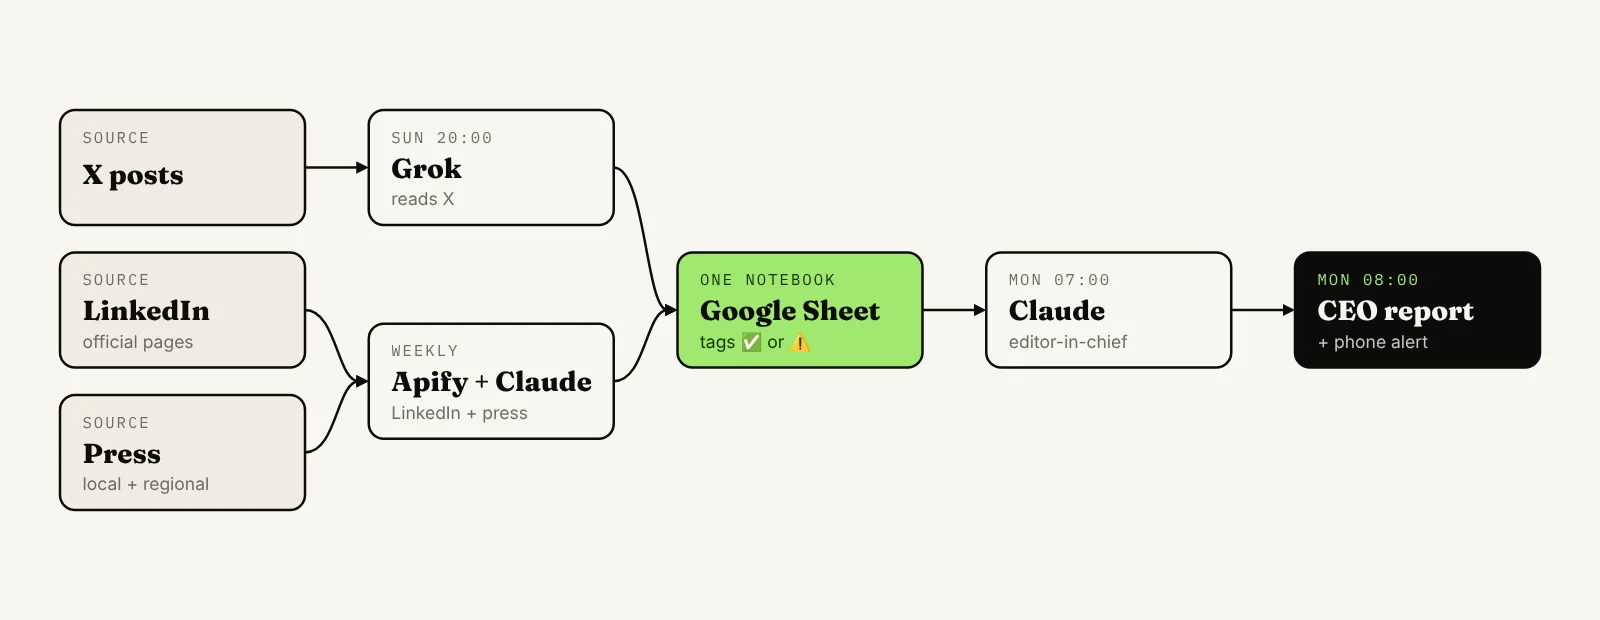 SOURCE
X posts
SUN 20:00
Grok
reads X
SOURCE
LinkedIn
official pages
SOURCE
Press
local + regional
WEEKLY
Apify + Claude
LinkedIn + press
ONE NOTEBOOK
Google Sheet
tags ✅ or ⚠️
MON 07:00
Claude
editor-in-chief
MON 08:00
CEO report
+ phone alert